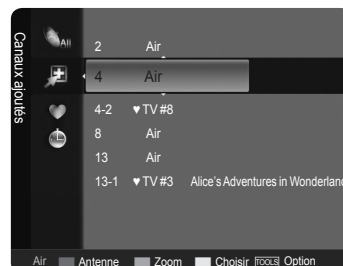 Canaux ajoutés
All
2 Air
4 Air
4-2 ♥ TV #8
8 Air
13 Air
13-1 ♥ TV #3 Alice's Adventures in Wonderland
Air Antenne Zoom Choisir TOOLS Option